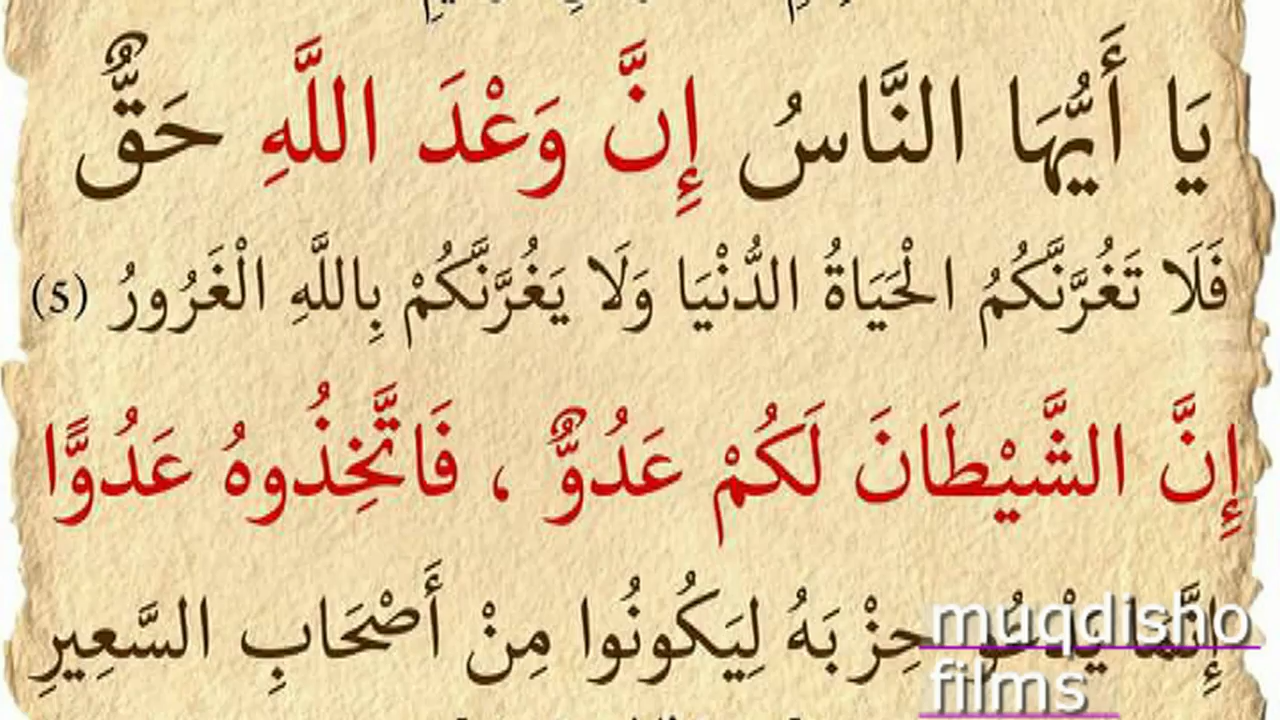 يَا أَيُّهَا النَّاسُ إِنَّ وَعْدَ اللَّهِ حَقٌّ
فَلَا تَغُرَّنَّكُمُ الْحَيَاةُ الدُّنْيَا وَلَا يَغُرَّنَّكُمْ بِاللَّهِ الْغَرُورُ (5)
إِنَّ الشَّيْطَانَ لَكُمْ عَدُوٌّ ، فَاتَّخِذُوهُ عَدُوًّا
إِنَّمَا يَدْعُو حِزْبَهُ لِيَكُونُوا مِنْ أَصْحَابِ السَّعِيرِ
muqdisho
films